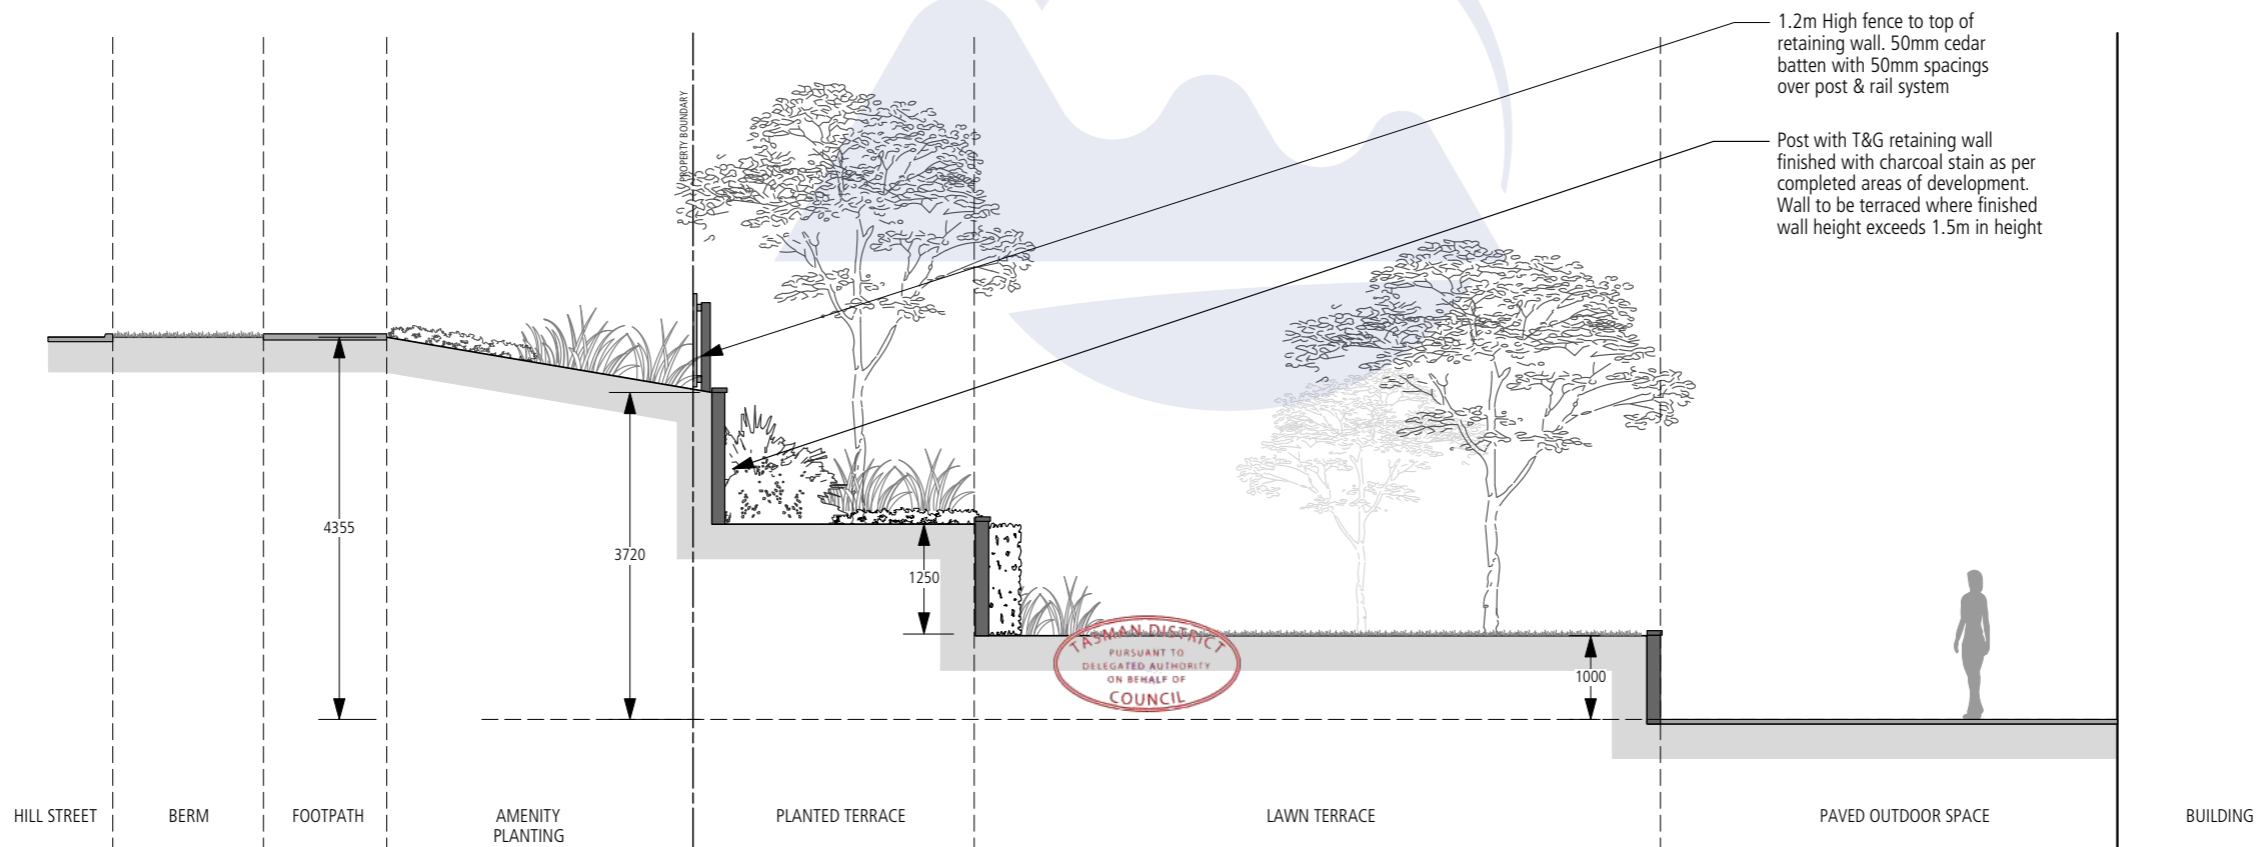 1.2m High fence to top of
retaining wall. 50mm cedar
batten with 50mm spacings
over post & rail system
Post with T&G retaining wall
finished with charcoal stain as per
completed areas of development.
Wall to be terraced where finished
wall height exceeds 1.5m in height
PROPERTY BOUNDARY
4355
3720
1250
1000
TASMAN DISTRICT
PURSUANT TO
DELEGATED AUTHORITY
ON BEHALF OF
COUNCIL
HILL STREET
BERM
FOOTPATH
AMENITY
PLANTING
PLANTED TERRACE
LAWN TERRACE
PAVED OUTDOOR SPACE
BUILDING